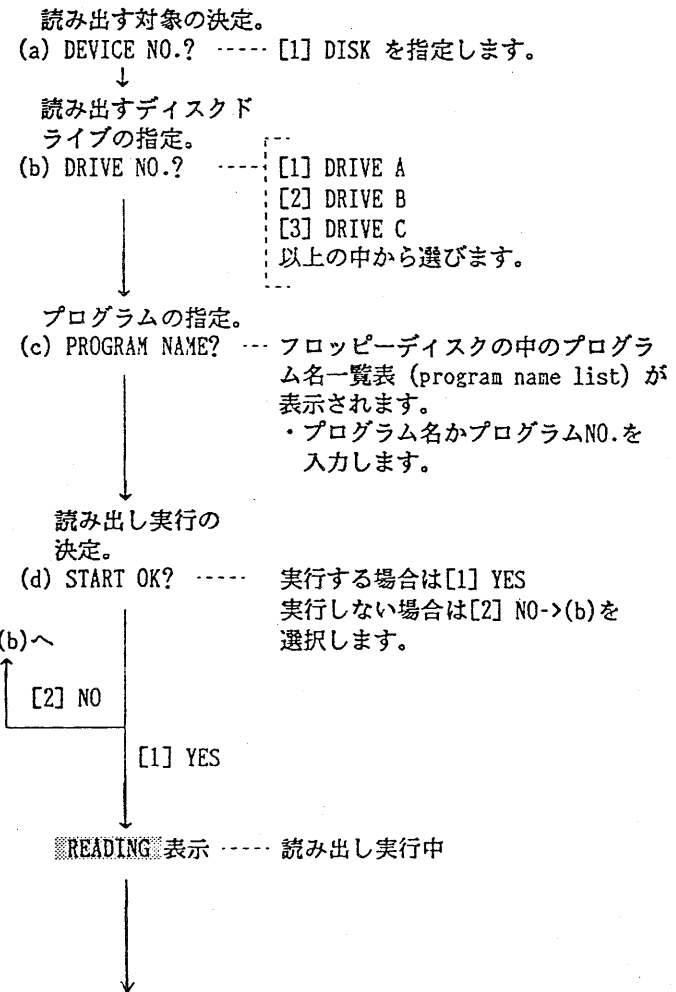 読み出す対象の決定。
(a) DEVICE NO.? ----- [1] DISK を指定します。
読み出すディスクド
ライブの指定。
(b) DRIVE NO.? ----- [1] DRIVE A
[2] DRIVE B
[3] DRIVE C
以上の中から選びます。
プログラムの指定。
(c) PROGRAM NAME? --- フロッピーディスクの中のプログラ
ム名一覧表 (program name list) が
表示されます。
・プログラム名かプログラムNO.を
入力します。
読み出し実行の
決定。
(d) START OK? ----- 実行する場合は[1] YES
実行しない場合は[2] NO->(b)を
選択します。
(b)へ
[2] NO
[1] YES
READING 表示 ----- 読み出し実行中